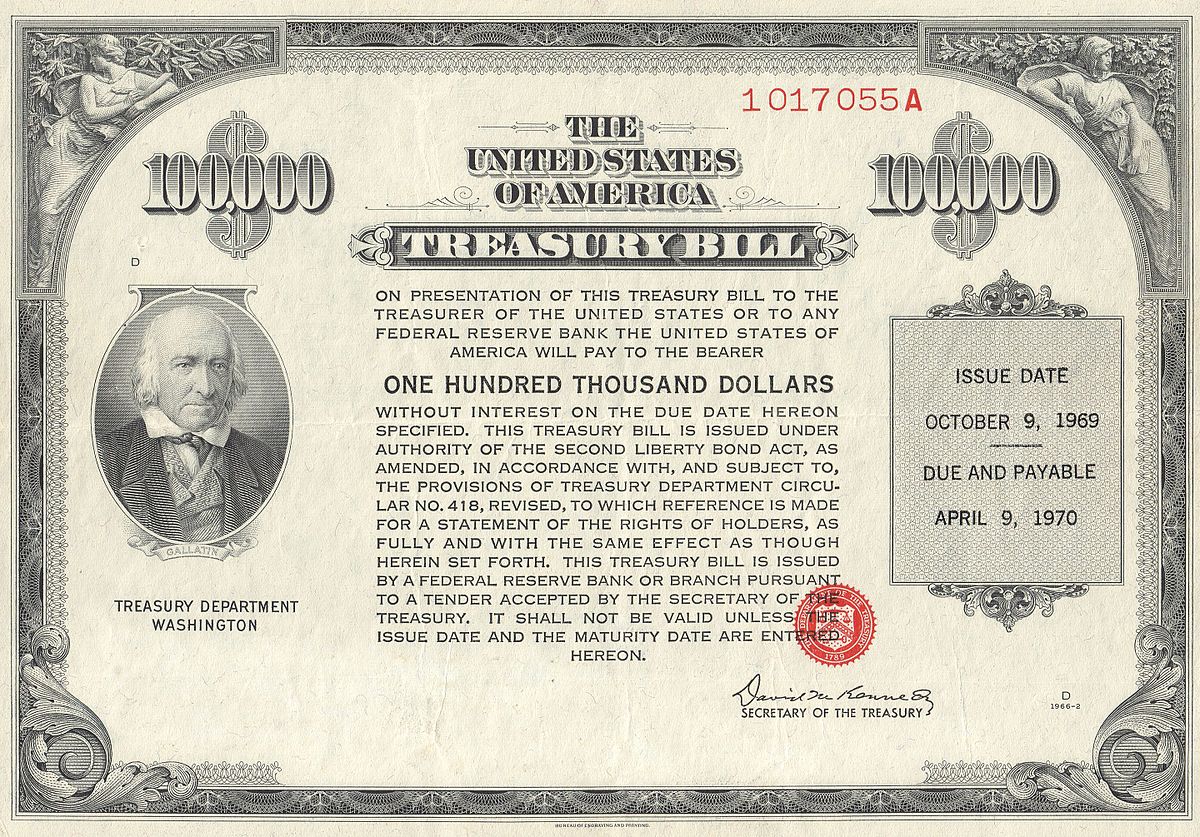 1017055A
THE
UNITED STATES
OF AMERICA
100,000
100,000
TREASURY BILL
D
ON PRESENTATION OF THIS TREASURY BILL TO THE
TREASURER OF THE UNITED STATES OR TO ANY
FEDERAL RESERVE BANK THE UNITED STATES OF
AMERICA WILL PAY TO THE BEARER
ONE HUNDRED THOUSAND DOLLARS
WITHOUT INTEREST ON THE DUE DATE HEREON
SPECIFIED. THIS TREASURY BILL IS ISSUED UNDER
AUTHORITY OF THE SECOND LIBERTY BOND ACT, AS
AMENDED, IN ACCORDANCE WITH, AND SUBJECT TO,
THE PROVISIONS OF TREASURY DEPARTMENT CIRCU-
LAR NO. 418, REVISED, TO WHICH REFERENCE IS MADE
FOR A STATEMENT OF THE RIGHTS OF HOLDERS, AS
FULLY AND WITH THE SAME EFFECT AS THOUGH
HEREIN SET FORTH. THIS TREASURY BILL IS ISSUED
BY A FEDERAL RESERVE BANK OR BRANCH PURSUANT
TO A TENDER ACCEPTED BY THE SECRETARY OF THE
TREASURY. IT SHALL NOT BE VALID UNLESS THE
ISSUE DATE AND THE MATURITY DATE ARE ENTERED
HEREON.
GALLATIN
TREASURY DEPARTMENT
WASHINGTON
ISSUE DATE
OCTOBER 9, 1969
DUE AND PAYABLE
APRIL 9, 1970
THE DEPARTMENT OF THE TREASURY
1789
David M Kennedy
SECRETARY OF THE TREASURY
D
1966-2
BUREAU OF ENGRAVING AND PRINTING.